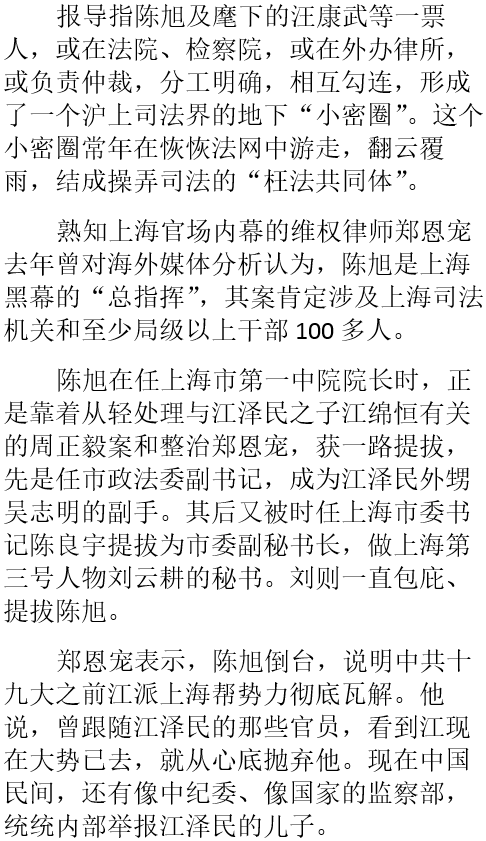 报导指陈旭及麾下的汪康武等一票
人，或在法院、检察院，或在外办律所，
或负责仲裁，分工明确，相互勾连，形成
了一个沪上司法界的地下“小密圈”。这个
小密圈常年在恢恢法网中游走，翻云覆
雨，结成操弄司法的“枉法共同体”。
熟知上海官场内幕的维权律师郑恩宠
去年曾对海外媒体分析认为，陈旭是上海
黑幕的“总指挥”，其案肯定涉及上海司法
机关和至少局级以上干部 100 多人。
陈旭在任上海市第一中院院长时，正
是靠着从轻处理与江泽民之子江绵恒有关
的周正毅案和整治郑恩宠，获一路提拔，
先是任市政法委副书记，成为江泽民外甥
吴志明的副手。其后又被时任上海市委书
记陈良宇提拔为市委副秘书长，做上海第
三号人物刘云耕的秘书。刘则一直包庇、
提拔陈旭。
郑恩宠表示，陈旭倒台，说明中共十
九大之前江派上海帮势力彻底瓦解。他
说，曾跟随江泽民的那些官员，看到江现
在大势已去，就从心底抛弃他。现在中国
民间，还有像中纪委、像国家的监察部，
统统内部举报江泽民的儿子。